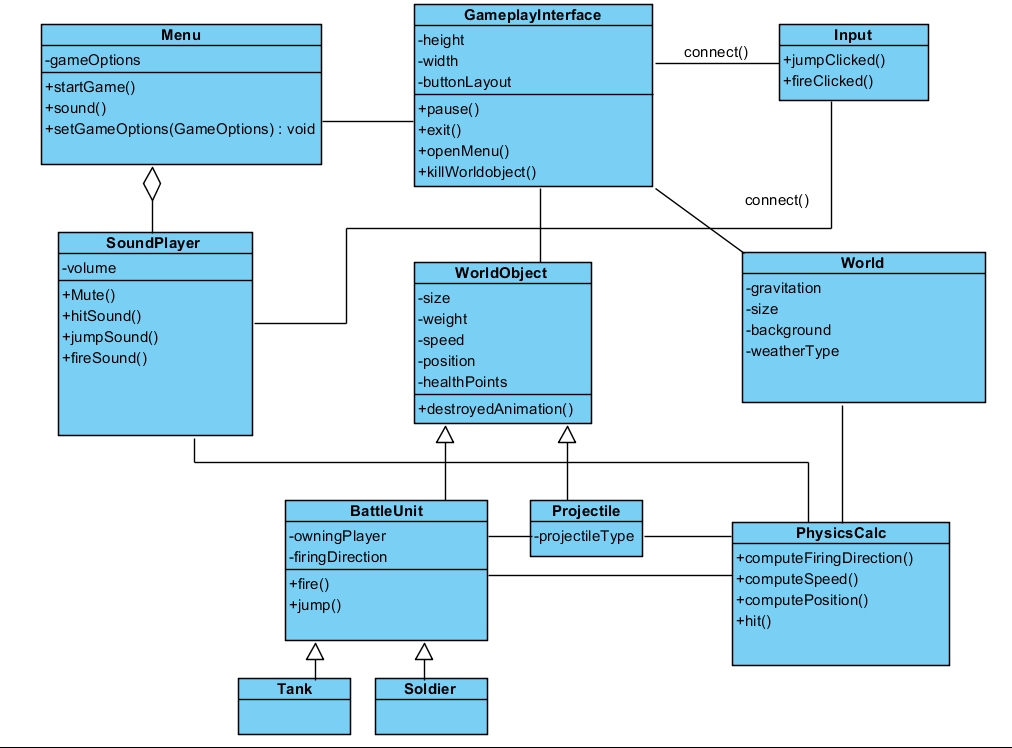 Menu
-gameOptions
+startGame()
+sound()
+setGameOptions(GameOptions) : void
GameplayInterface
-height
-width
-buttonLayout
+pause()
+exit()
+openMenu()
+killWorldobject()
connect()
Input
+jumpClicked()
+fireClicked()
connect()
SoundPlayer
-volume
+Mute()
+hitSound()
+jumpSound()
+fireSound()
WorldObject
-size
-weight
-speed
-position
-healthPoints
+destroyedAnimation()
World
-gravitation
-size
-background
-weatherType
BattleUnit
-owningPlayer
-firingDirection
+fire()
+jump()
Projectile
-projectileType
PhysicsCalc
+computeFiringDirection()
+computeSpeed()
+computePosition()
+hit()
Tank
Soldier